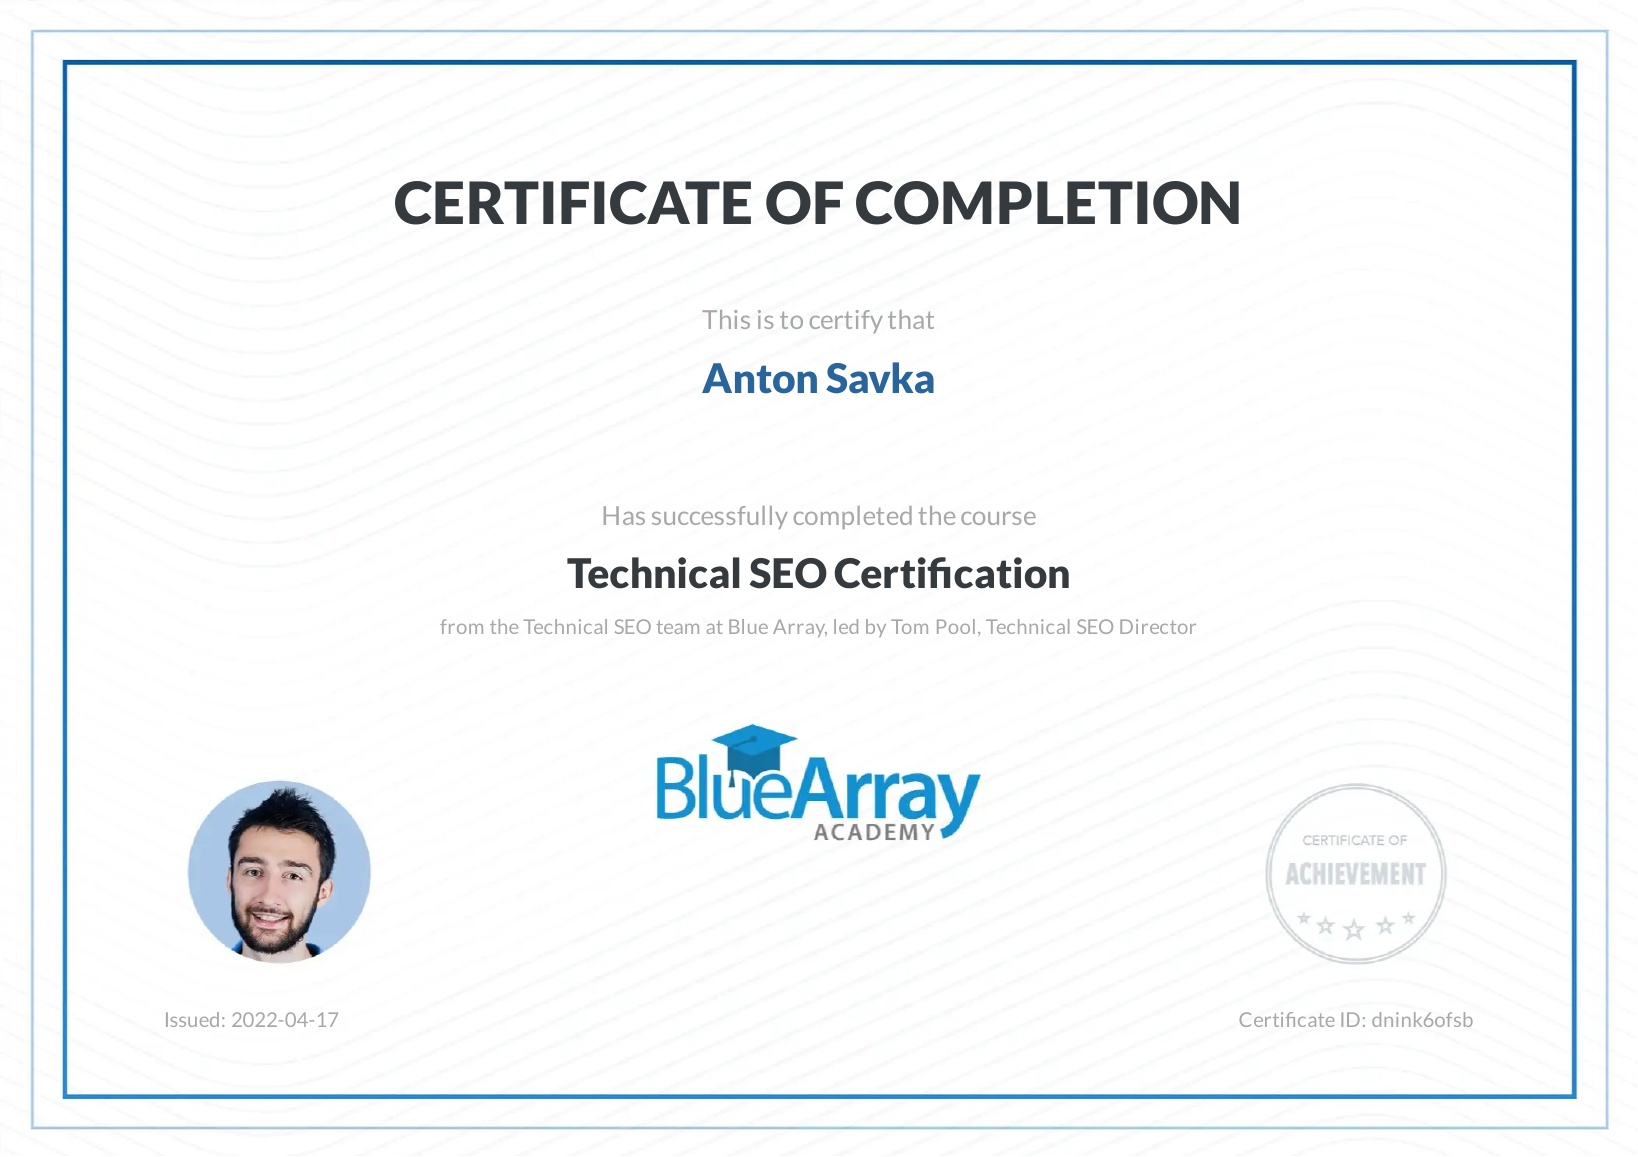 CERTIFICATE OF COMPLETION
This is to certify that
Anton Savka
Has successfully completed the course
Technical SEO Certification
from the Technical SEO team at Blue Array, led by Tom Pool, Technical SEO Director
BlueArray
ACADEMY
CERTIFICATE OF
ACHIEVEMENT
Issued: 2022-04-17
Certificate ID: dnink6ofsb